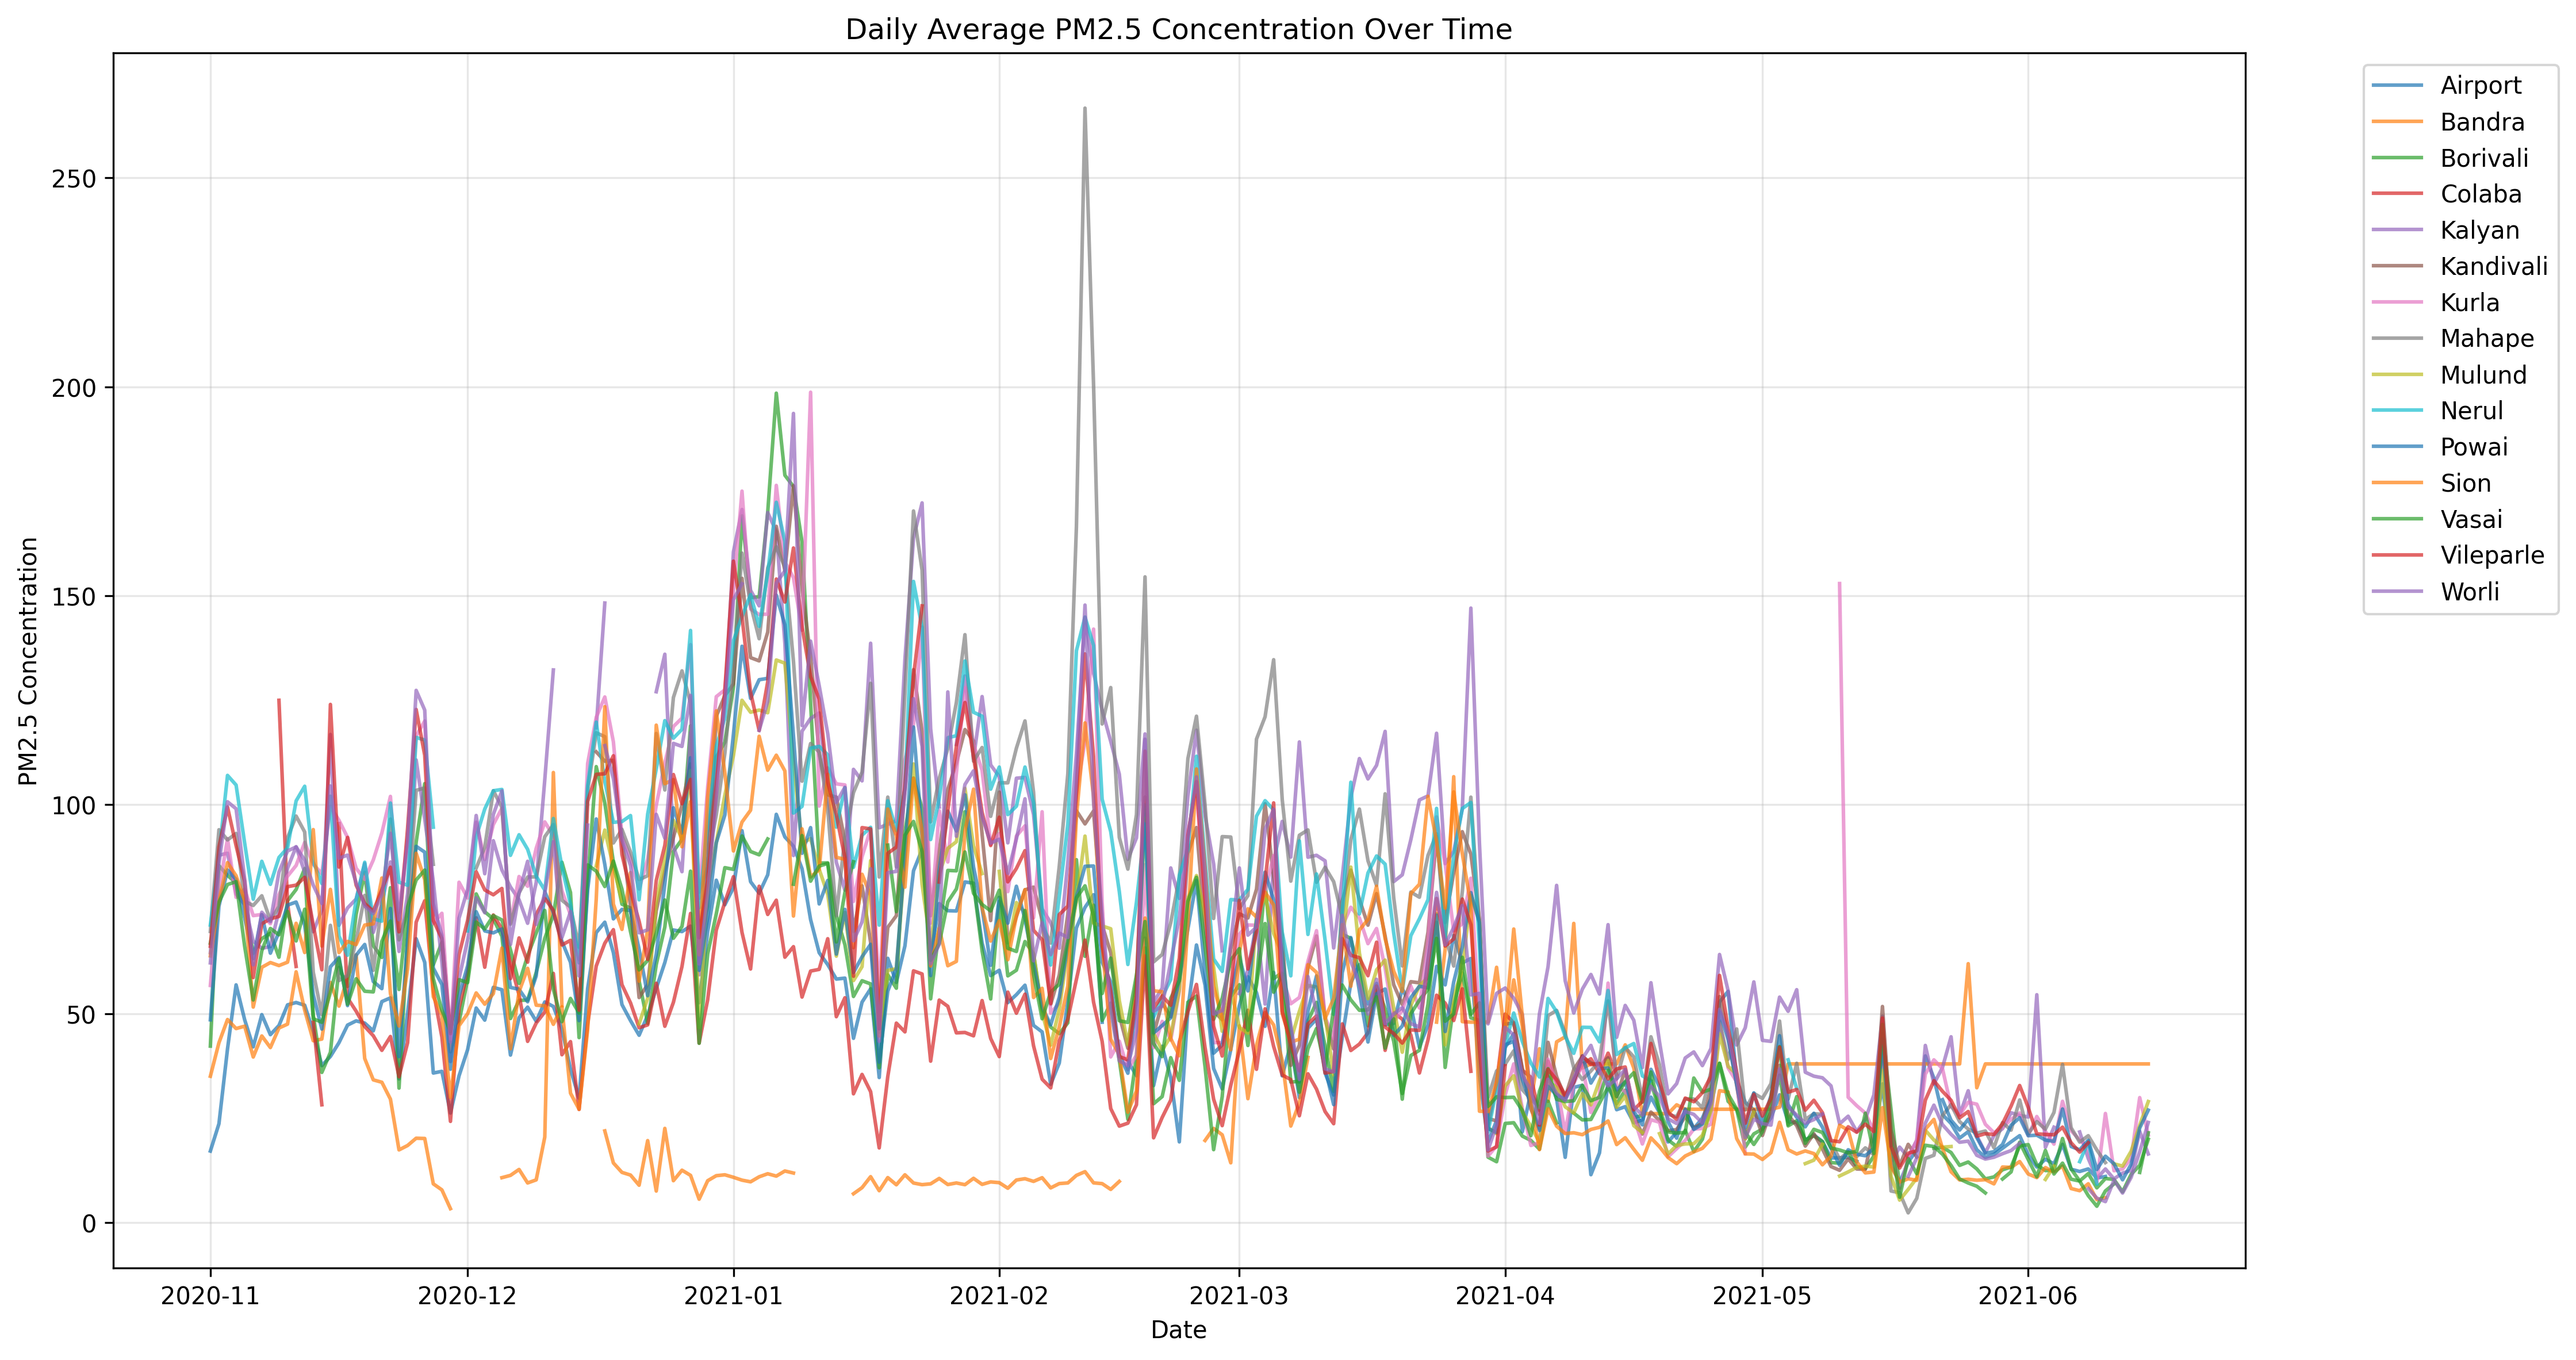 Daily Average PM2.5 Concentration Over Time
PM2.5 Concentration
250
200
150
100
50
0
2020-11
2020-12
2021-01
2021-02
2021-03
2021-04
2021-05
2021-06
Date
Airport
Bandra
Borivali
Colaba
Kalyan
Kandivali
Kurla
Mahape
Mulund
Nerul
Powai
Sion
Vasai
Vileparle
Worli